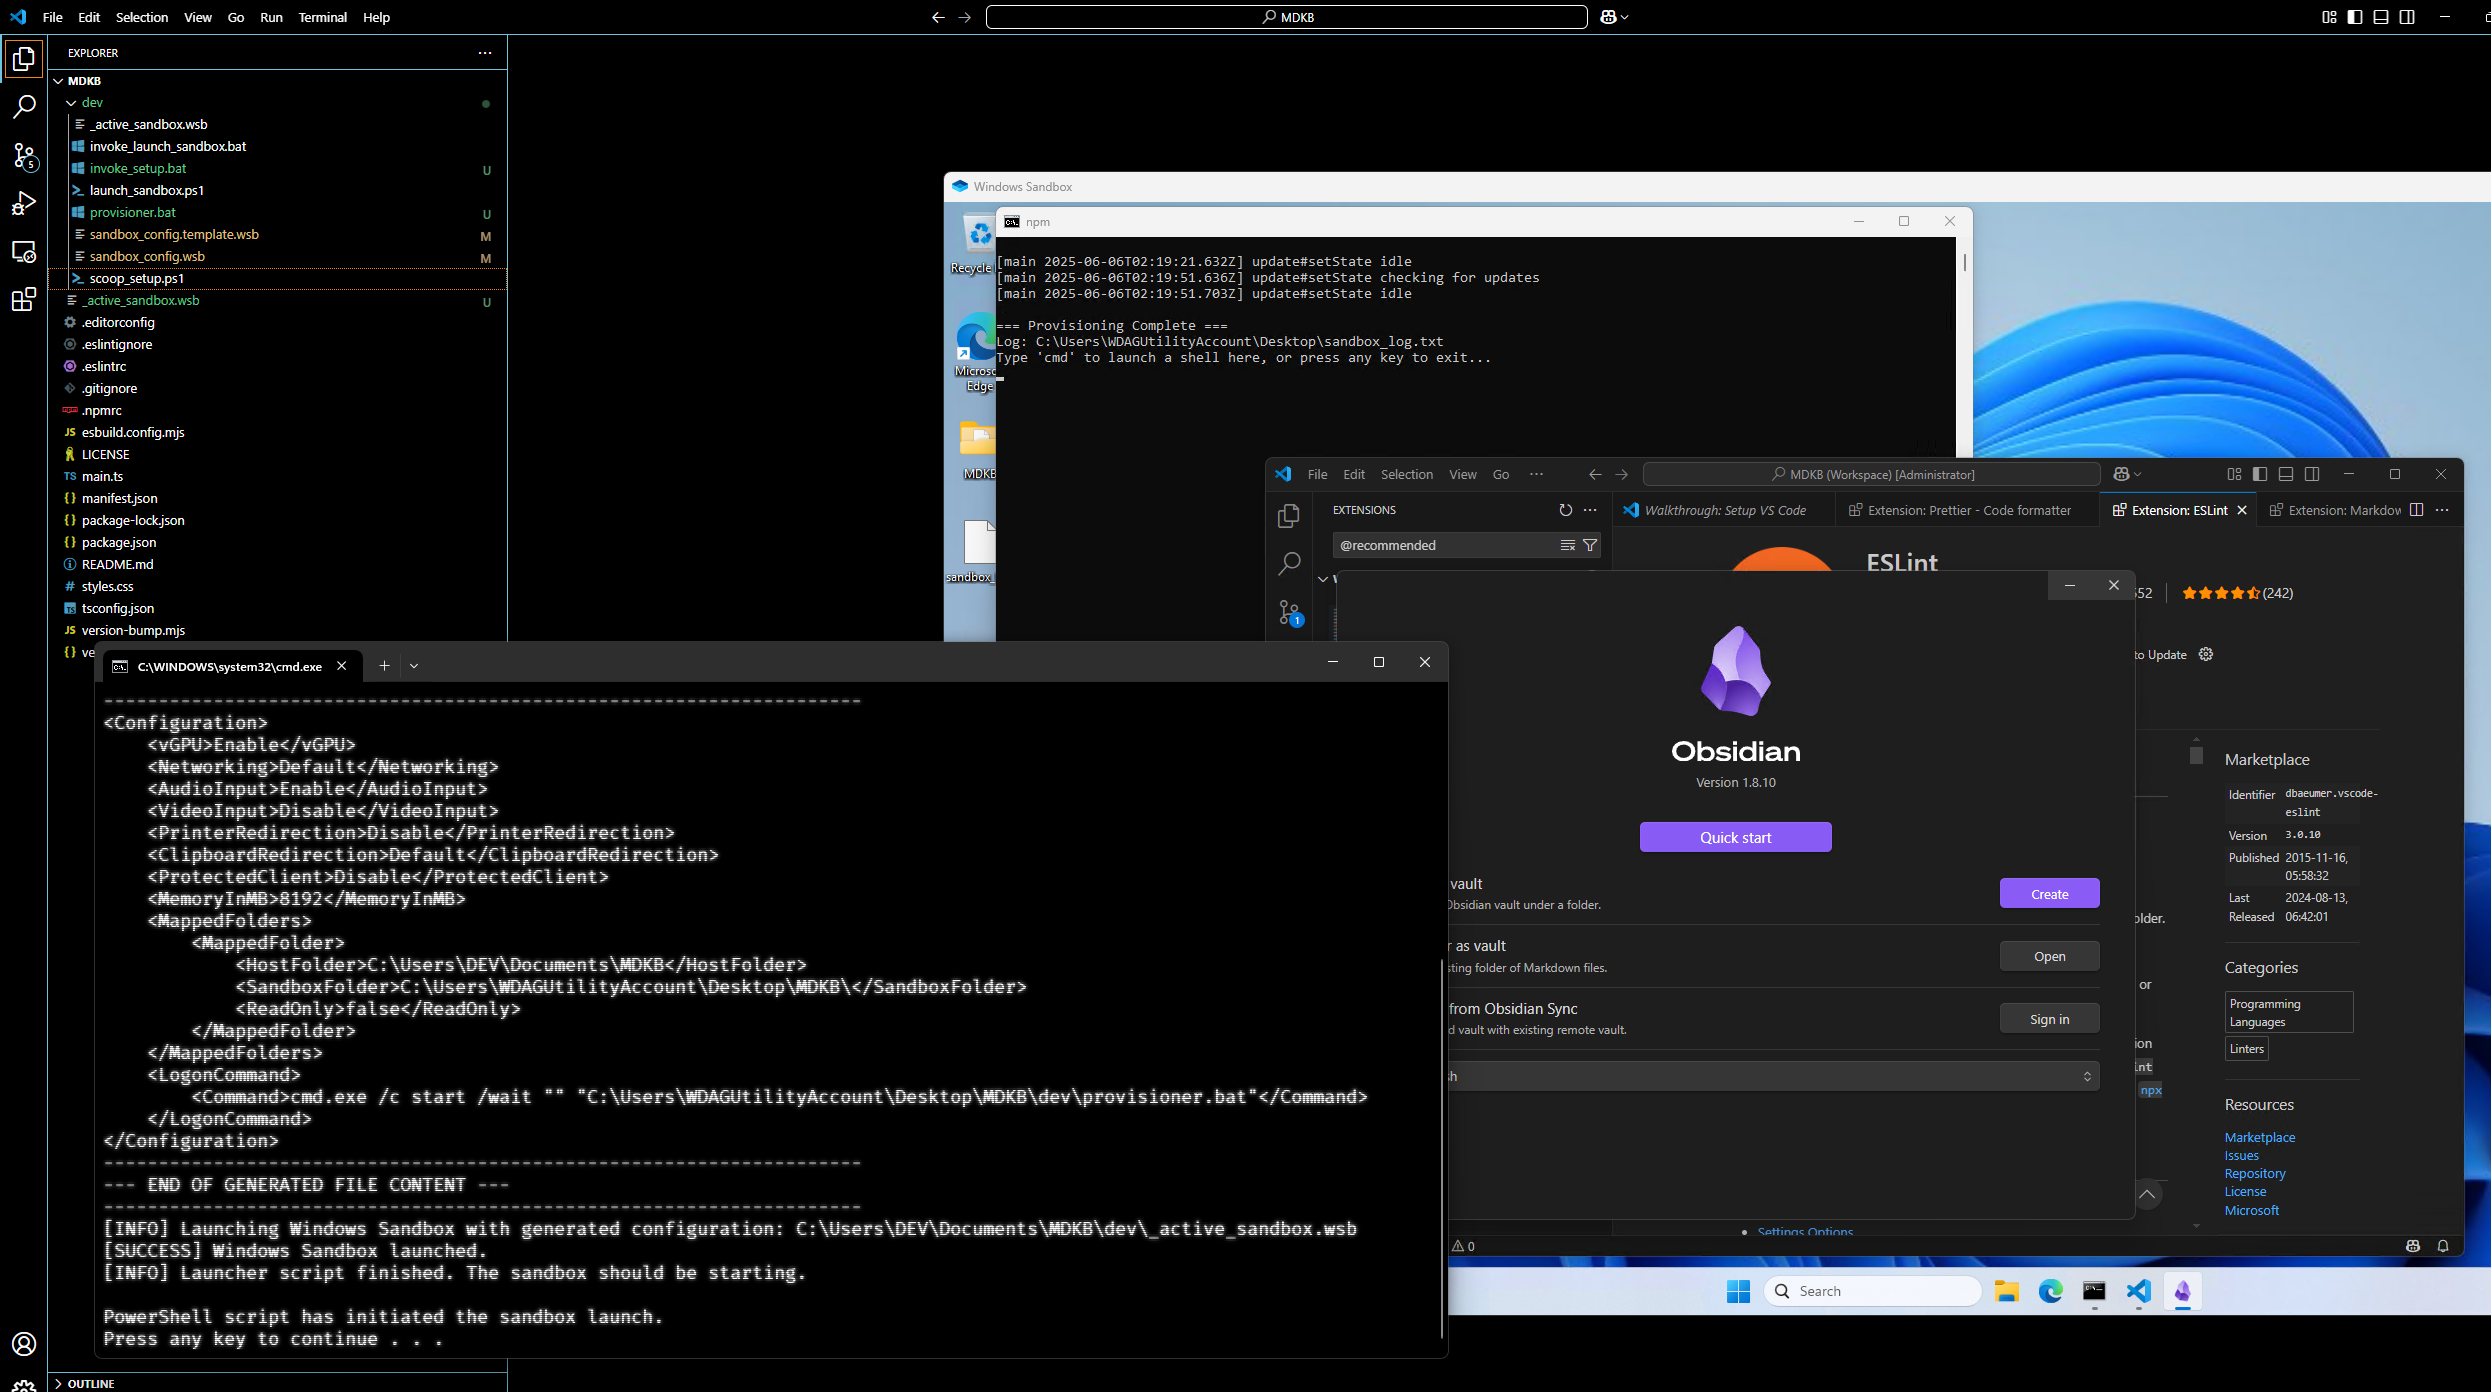 File Edit Selection View Go Run Terminal Help
MDKB
EXPLORER
MDKB
dev
_active_sandbox.wsb
invoke_launch_sandbox.bat
invoke_setup.bat U
launch_sandbox.ps1
provisioner.bat U
sandbox_config.template.wsb M
sandbox_config.wsb M
scoop_setup.ps1
_active_sandbox.wsb U
.editorconfig
.eslintignore
.eslintrc
.gitignore
.npmrc
esbuild.config.mjs
LICENSE
main.ts
manifest.json
package-lock.json
package.json
README.md
styles.css
tsconfig.json
version-bump.mjs
ve
OUTLINE
5
Windows Sandbox
Recycle
Micros
Edge
MDKB
sandbox_
npm
[main 2025-06-06T02:19:21.632Z] update#setState idle
[main 2025-06-06T02:19:51.636Z] update#setState checking for updates
[main 2025-06-06T02:19:51.703Z] update#setState idle
=== Provisioning Complete ===
Log: C:\Users\WDAGUtilityAccount\Desktop\sandbox_log.txt
Type 'cmd' to launch a shell here, or press any key to exit...
File Edit Selection View Go ···
MDKB (Workspace) [Administrator]
EXTENSIONS
@recommended
1
Walkthrough: Setup VS Code
Extension: Prettier - Code formatter
Extension: ESLint
Extension: Markdow
ESLint
552 (242)
to Update
Marketplace
Identifier dbaeumer.vscode-
eslint
Version 3.0.10
Published 2015-11-16,
05:58:32
Last 2024-08-13,
Released 06:42:01
Categories
Programming
Languages
Linters
Resources
Marketplace
Issues
Repository
License
Microsoft
older.
or
ion
int
npx
Settings Options
0
Obsidian
Version 1.8.10
Quick start
vault
Obsidian vault under a folder.
Create
r as vault
sting folder of Markdown files.
Open
from Obsidian Sync
d vault with existing remote vault.
Sign in
sh
Search
C:\WINDOWS\system32\cmd.exe
----------------------------------------------------------------------
<Configuration>
<vGPU>Enable</vGPU>
<Networking>Default</Networking>
<AudioInput>Enable</AudioInput>
<VideoInput>Disable</VideoInput>
<PrinterRedirection>Disable</PrinterRedirection>
<ClipboardRedirection>Default</ClipboardRedirection>
<ProtectedClient>Disable</ProtectedClient>
<MemoryInMB>8192</MemoryInMB>
<MappedFolders>
<MappedFolder>
<HostFolder>C:\Users\DEV\Documents\MDKB</HostFolder>
<SandboxFolder>C:\Users\WDAGUtilityAccount\Desktop\MDKB\</SandboxFolder>
<ReadOnly>false</ReadOnly>
</MappedFolder>
</MappedFolders>
<LogonCommand>
<Command>cmd.exe /c start /wait "" "C:\Users\WDAGUtilityAccount\Desktop\MDKB\dev\provisioner.bat"</Command>
</LogonCommand>
</Configuration>
----------------------------------------------------------------------
--- END OF GENERATED FILE CONTENT ---
----------------------------------------------------------------------
[INFO] Launching Windows Sandbox with generated configuration: C:\Users\DEV\Documents\MDKB\dev\_active_sandbox.wsb
[SUCCESS] Windows Sandbox launched.
[INFO] Launcher script finished. The sandbox should be starting.
PowerShell script has initiated the sandbox launch.
Press any key to continue . . .